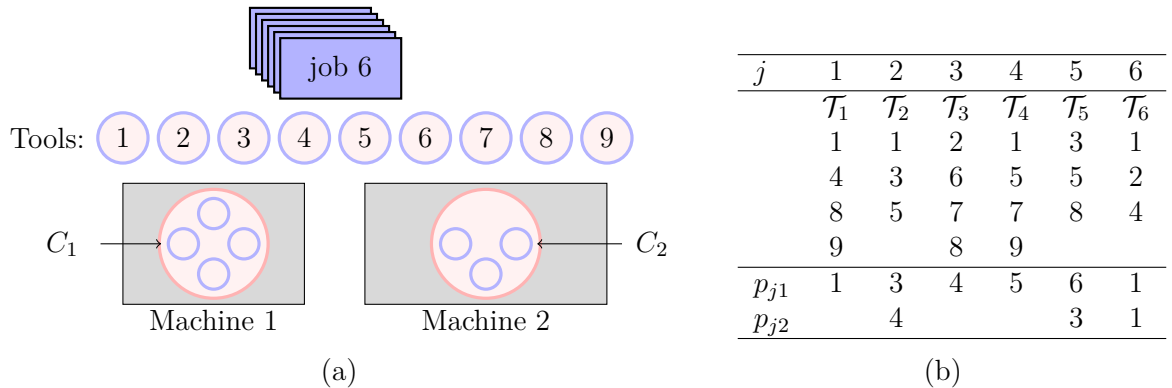 job 6
Tools: 1 2 3 4 5 6 7 8 9
C₁ C₂
Machine 1 Machine 2
(a)
j 1 2 3 4 5 6
𝒯₁ 𝒯₂ 𝒯₃ 𝒯₄ 𝒯₅ 𝒯₆
1 1 2 1 3 1
4 3 6 5 5 2
8 5 7 7 8 4
9 8 9
pⱼ₁ 1 3 4 5 6 1
pⱼ₂ 4 3 1
(b)